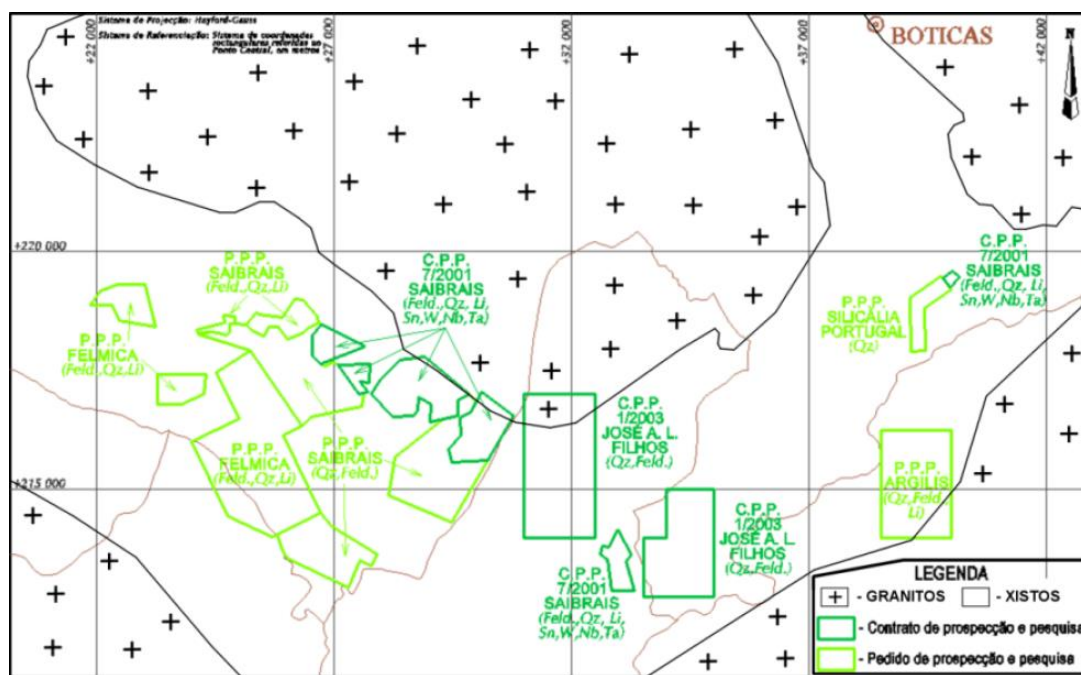 Sistema de Projecção: Hayford-Gauss
Sistema de Referenciação: Sistema de coordenadas
rectangulares referidas ao
Ponto Central, em metros
+22 000
+27 000
+32 000
+37 000
+42 000
BOTICAS
N
+220 000
P.P.P.
SAIBRAIS
(Feld.,Qz,Li)
C.P.P.
7/2001
SAIBRAIS
(Feld.,Qz, Li,
Sn,W,Nb,Ta)
C.P.P.
7/2001
SAIBRAIS
(Feld.,Qz, Li,
Sn,W,Nb,Ta)
P.P.P.
SILICÁLIA
PORTUGAL
(Qz)
P.P.P.
FELMICA
(Feld.,Qz,Li)
C.P.P.
1/2003
JOSÉ A. L.
FILHOS
(Qz,Feld.)
P.P.P.
FELMICA
(Feld.,Qz,Li)
P.P.P.
SAIBRAIS
(Qz,Feld.)
P.P.P.
ARGILIS
(Qz,Feld.,
Li)
+215 000
C.P.P.
1/2003
JOSÉ A. L.
FILHOS
(Qz,Feld.)
C.P.P.
7/2001
SAIBRAIS
(Feld.,Qz, Li,
Sn,W,Nb,Ta)
LEGENDA
- GRANITOS
- XISTOS
- Contrato de prospecção e pesquisa
- Pedido de prospecção e pesquisa